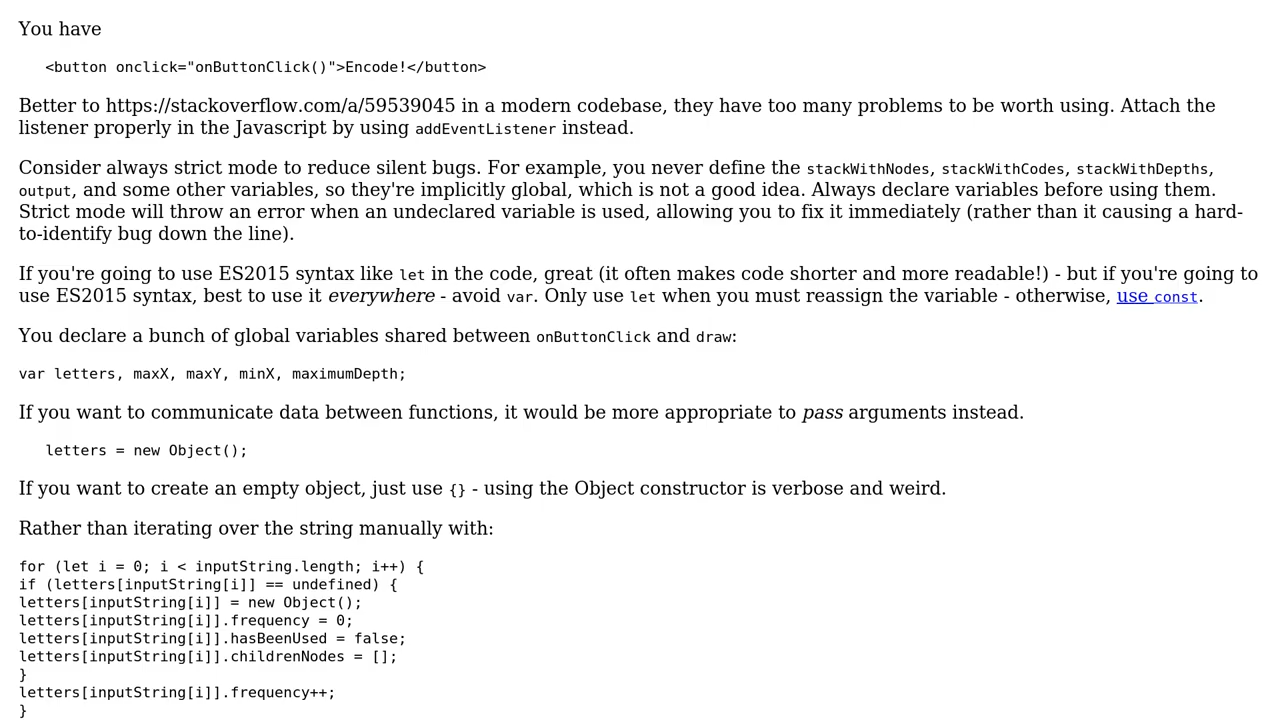 You have
<button onclick="onButtonClick()">Encode!</button>
Better to https://stackoverflow.com/a/59539045 in a modern codebase, they have too many problems to be worth using. Attach the
listener properly in the Javascript by using addEventListener instead.
Consider always strict mode to reduce silent bugs. For example, you never define the stackWithNodes, stackWithCodes, stackWithDepths,
output, and some other variables, so they're implicitly global, which is not a good idea. Always declare variables before using them.
Strict mode will throw an error when an undeclared variable is used, allowing you to fix it immediately (rather than it causing a hard-
to-identify bug down the line).
If you're going to use ES2015 syntax like let in the code, great (it often makes code shorter and more readable!) - but if you're going to
use ES2015 syntax, best to use it everywhere - avoid var. Only use let when you must reassign the variable - otherwise, use const.
You declare a bunch of global variables shared between onButtonClick and draw:
var letters, maxX, maxY, minX, maximumDepth;
If you want to communicate data between functions, it would be more appropriate to pass arguments instead.
letters = new Object();
If you want to create an empty object, just use {} - using the Object constructor is verbose and weird.
Rather than iterating over the string manually with:
for (let i = 0; i < inputString.length; i++) {
if (letters[inputString[i]] == undefined) {
letters[inputString[i]] = new Object();
letters[inputString[i]].frequency = 0;
letters[inputString[i]].hasBeenUsed = false;
letters[inputString[i]].childrenNodes = [];
}
letters[inputString[i]].frequency++;
}